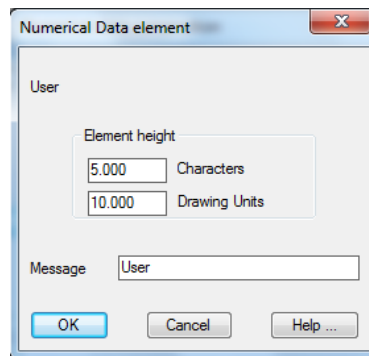 Numerical Data element
X
User
Element height
5.000 Characters
10.000 Drawing Units
Message User
OK Cancel Help ...